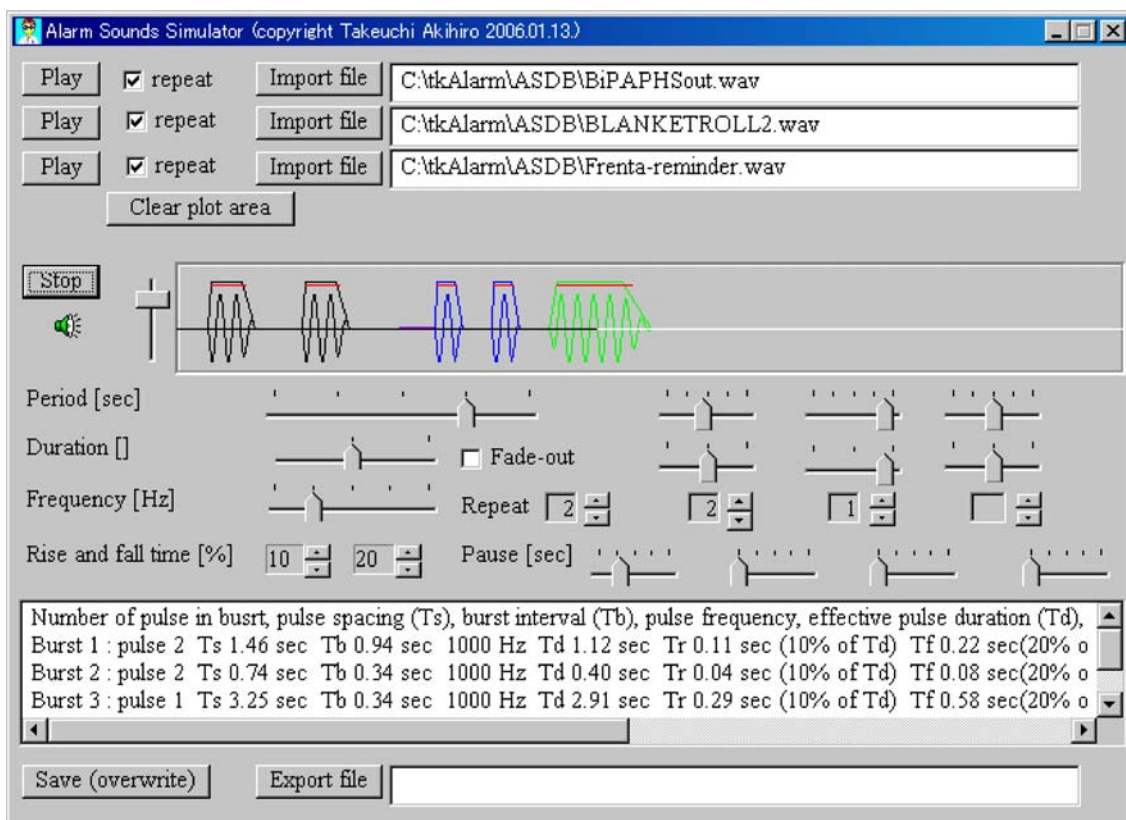 Alarm Sounds Simulator (copyright Takeuchi Akihiro 2006.01.13.)
Play repeat Import file C:\tkAlarm\ASDB\BiPAPHSout.wav
Play repeat Import file C:\tkAlarm\ASDB\BLANKETROLL2.wav
Play repeat Import file C:\tkAlarm\ASDB\Frenta-reminder.wav
Clear plot area
Stop
Period [sec]
Duration [] Fade-out
Frequency [Hz] Repeat 2 2 1
Rise and fall time [%] 10 20 Pause [sec]
Number of pulse in busrt, pulse spacing (Ts), burst interval (Tb), pulse frequency, effective pulse duration (Td),
Burst 1 : pulse 2 Ts 1.46 sec Tb 0.94 sec 1000 Hz Td 1.12 sec Tr 0.11 sec (10% of Td) Tf 0.22 sec(20% o
Burst 2 : pulse 2 Ts 0.74 sec Tb 0.34 sec 1000 Hz Td 0.40 sec Tr 0.04 sec (10% of Td) Tf 0.08 sec(20% o
Burst 3 : pulse 1 Ts 3.25 sec Tb 0.34 sec 1000 Hz Td 2.91 sec Tr 0.29 sec (10% of Td) Tf 0.58 sec(20% o
Save (overwrite) Export file